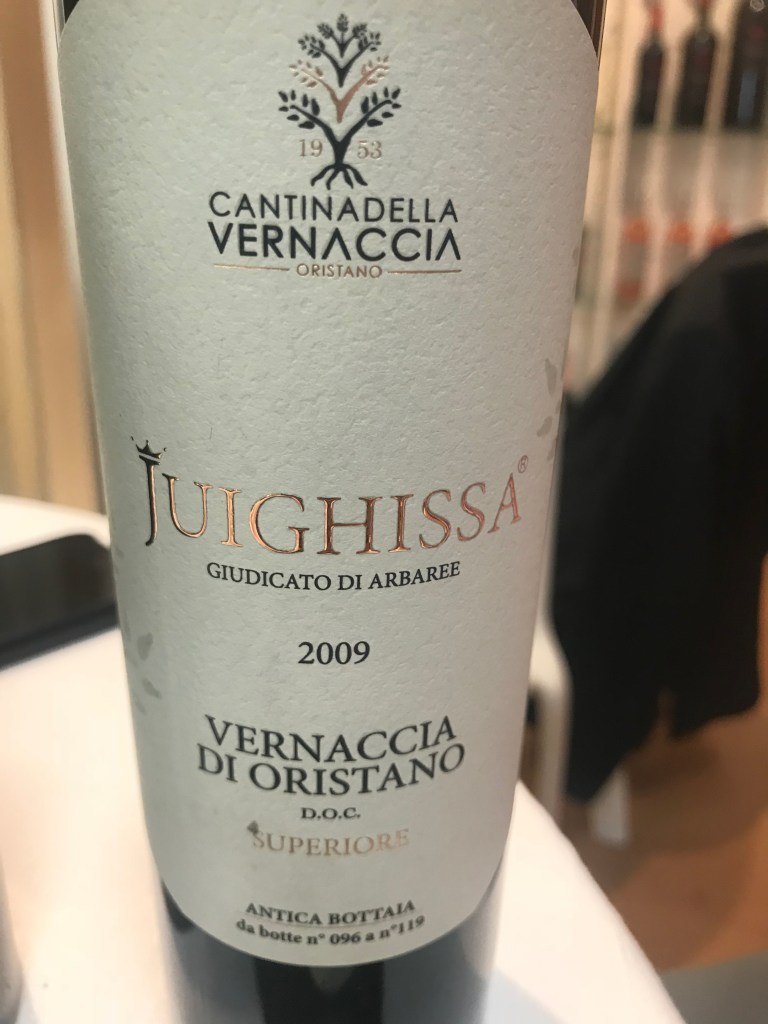 19 53
CANTINADELLA
VERNACCIA
ORISTANO
JUIGHISSA®
GIUDICATO DI ARBAREE
2009
VERNACCIA
DI ORISTANO
D.O.C.
SUPERIORE
ANTICA BOTTAIA
da botte n° 096 a n°119